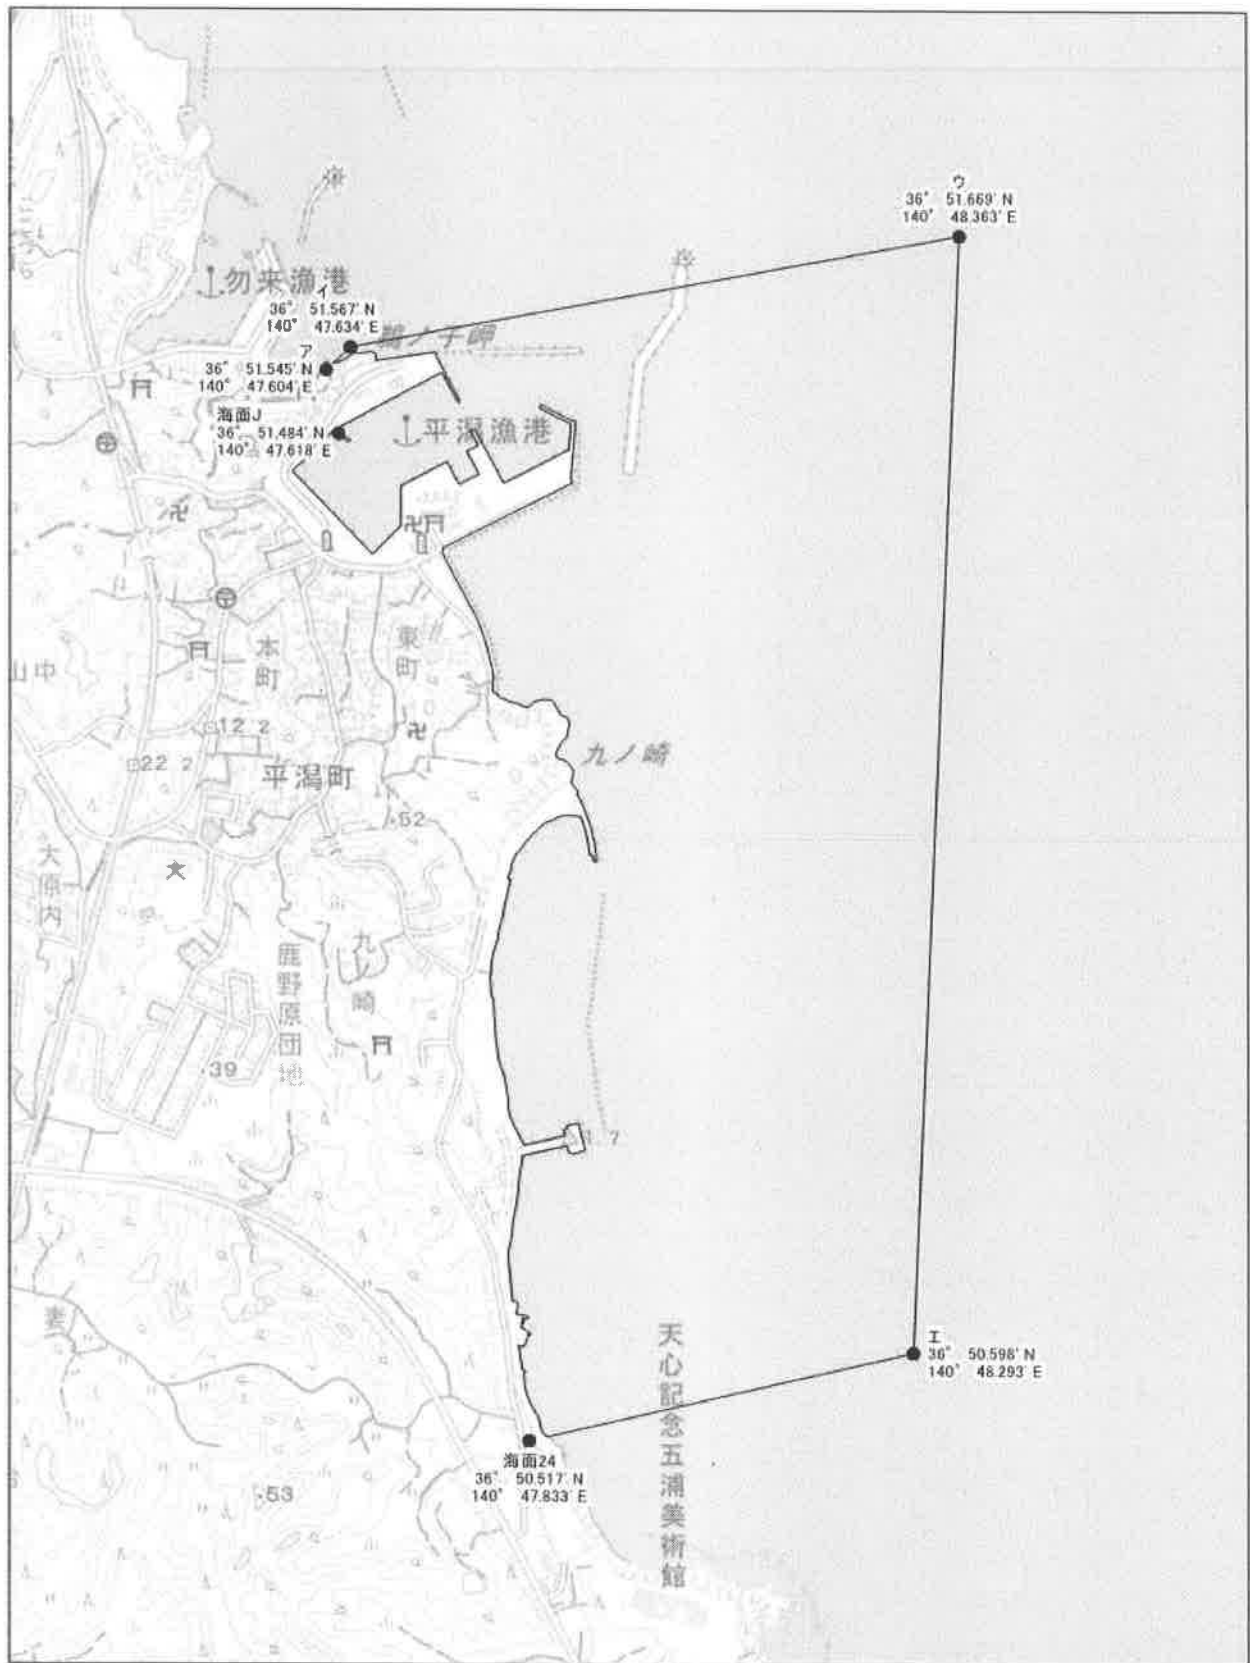 ウ
36° 51.669' N
140° 48.363' E
勿来漁港
イ
36° 51.567' N
140° 47.634' E
鵜ノ子岬
ア
36° 51.545' N
140° 47.604' E
海面J
36° 51.484' N
140° 47.618' E
平潟漁港
山中
本町
東町
12 2
22 2
平潟町
九ノ崎
52
大原内
鹿野原団地
九ノ崎
39
7
エ
36° 50.598' N
140° 48.293' E
天心記念五浦美術館
海面24
36° 50.517' N
140° 47.833' E
53